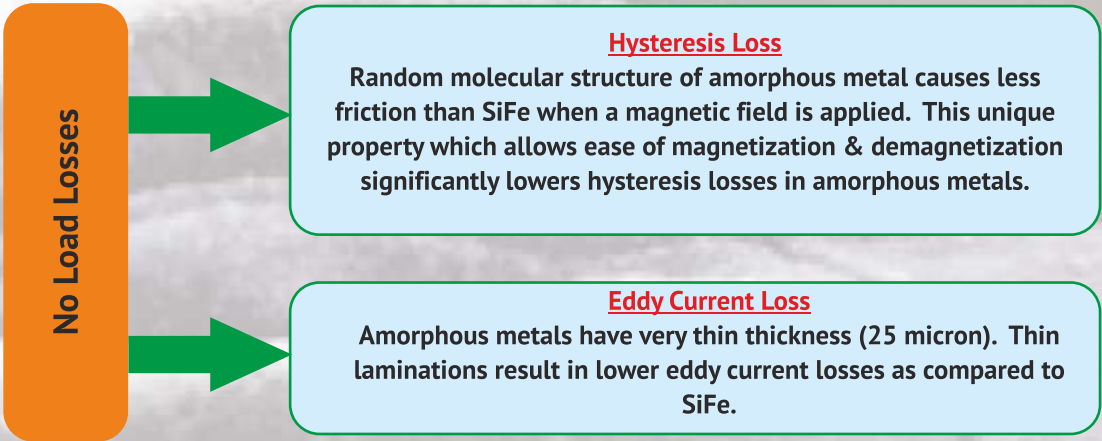 No Load Losses
Hysteresis Loss
Random molecular structure of amorphous metal causes less
friction than SiFe when a magnetic field is applied.  This unique
property which allows ease of magnetization & demagnetization
significantly lowers hysteresis losses in amorphous metals.
Eddy Current Loss
Amorphous metals have very thin thickness (25 micron).  Thin
laminations result in lower eddy current losses as compared to
SiFe.